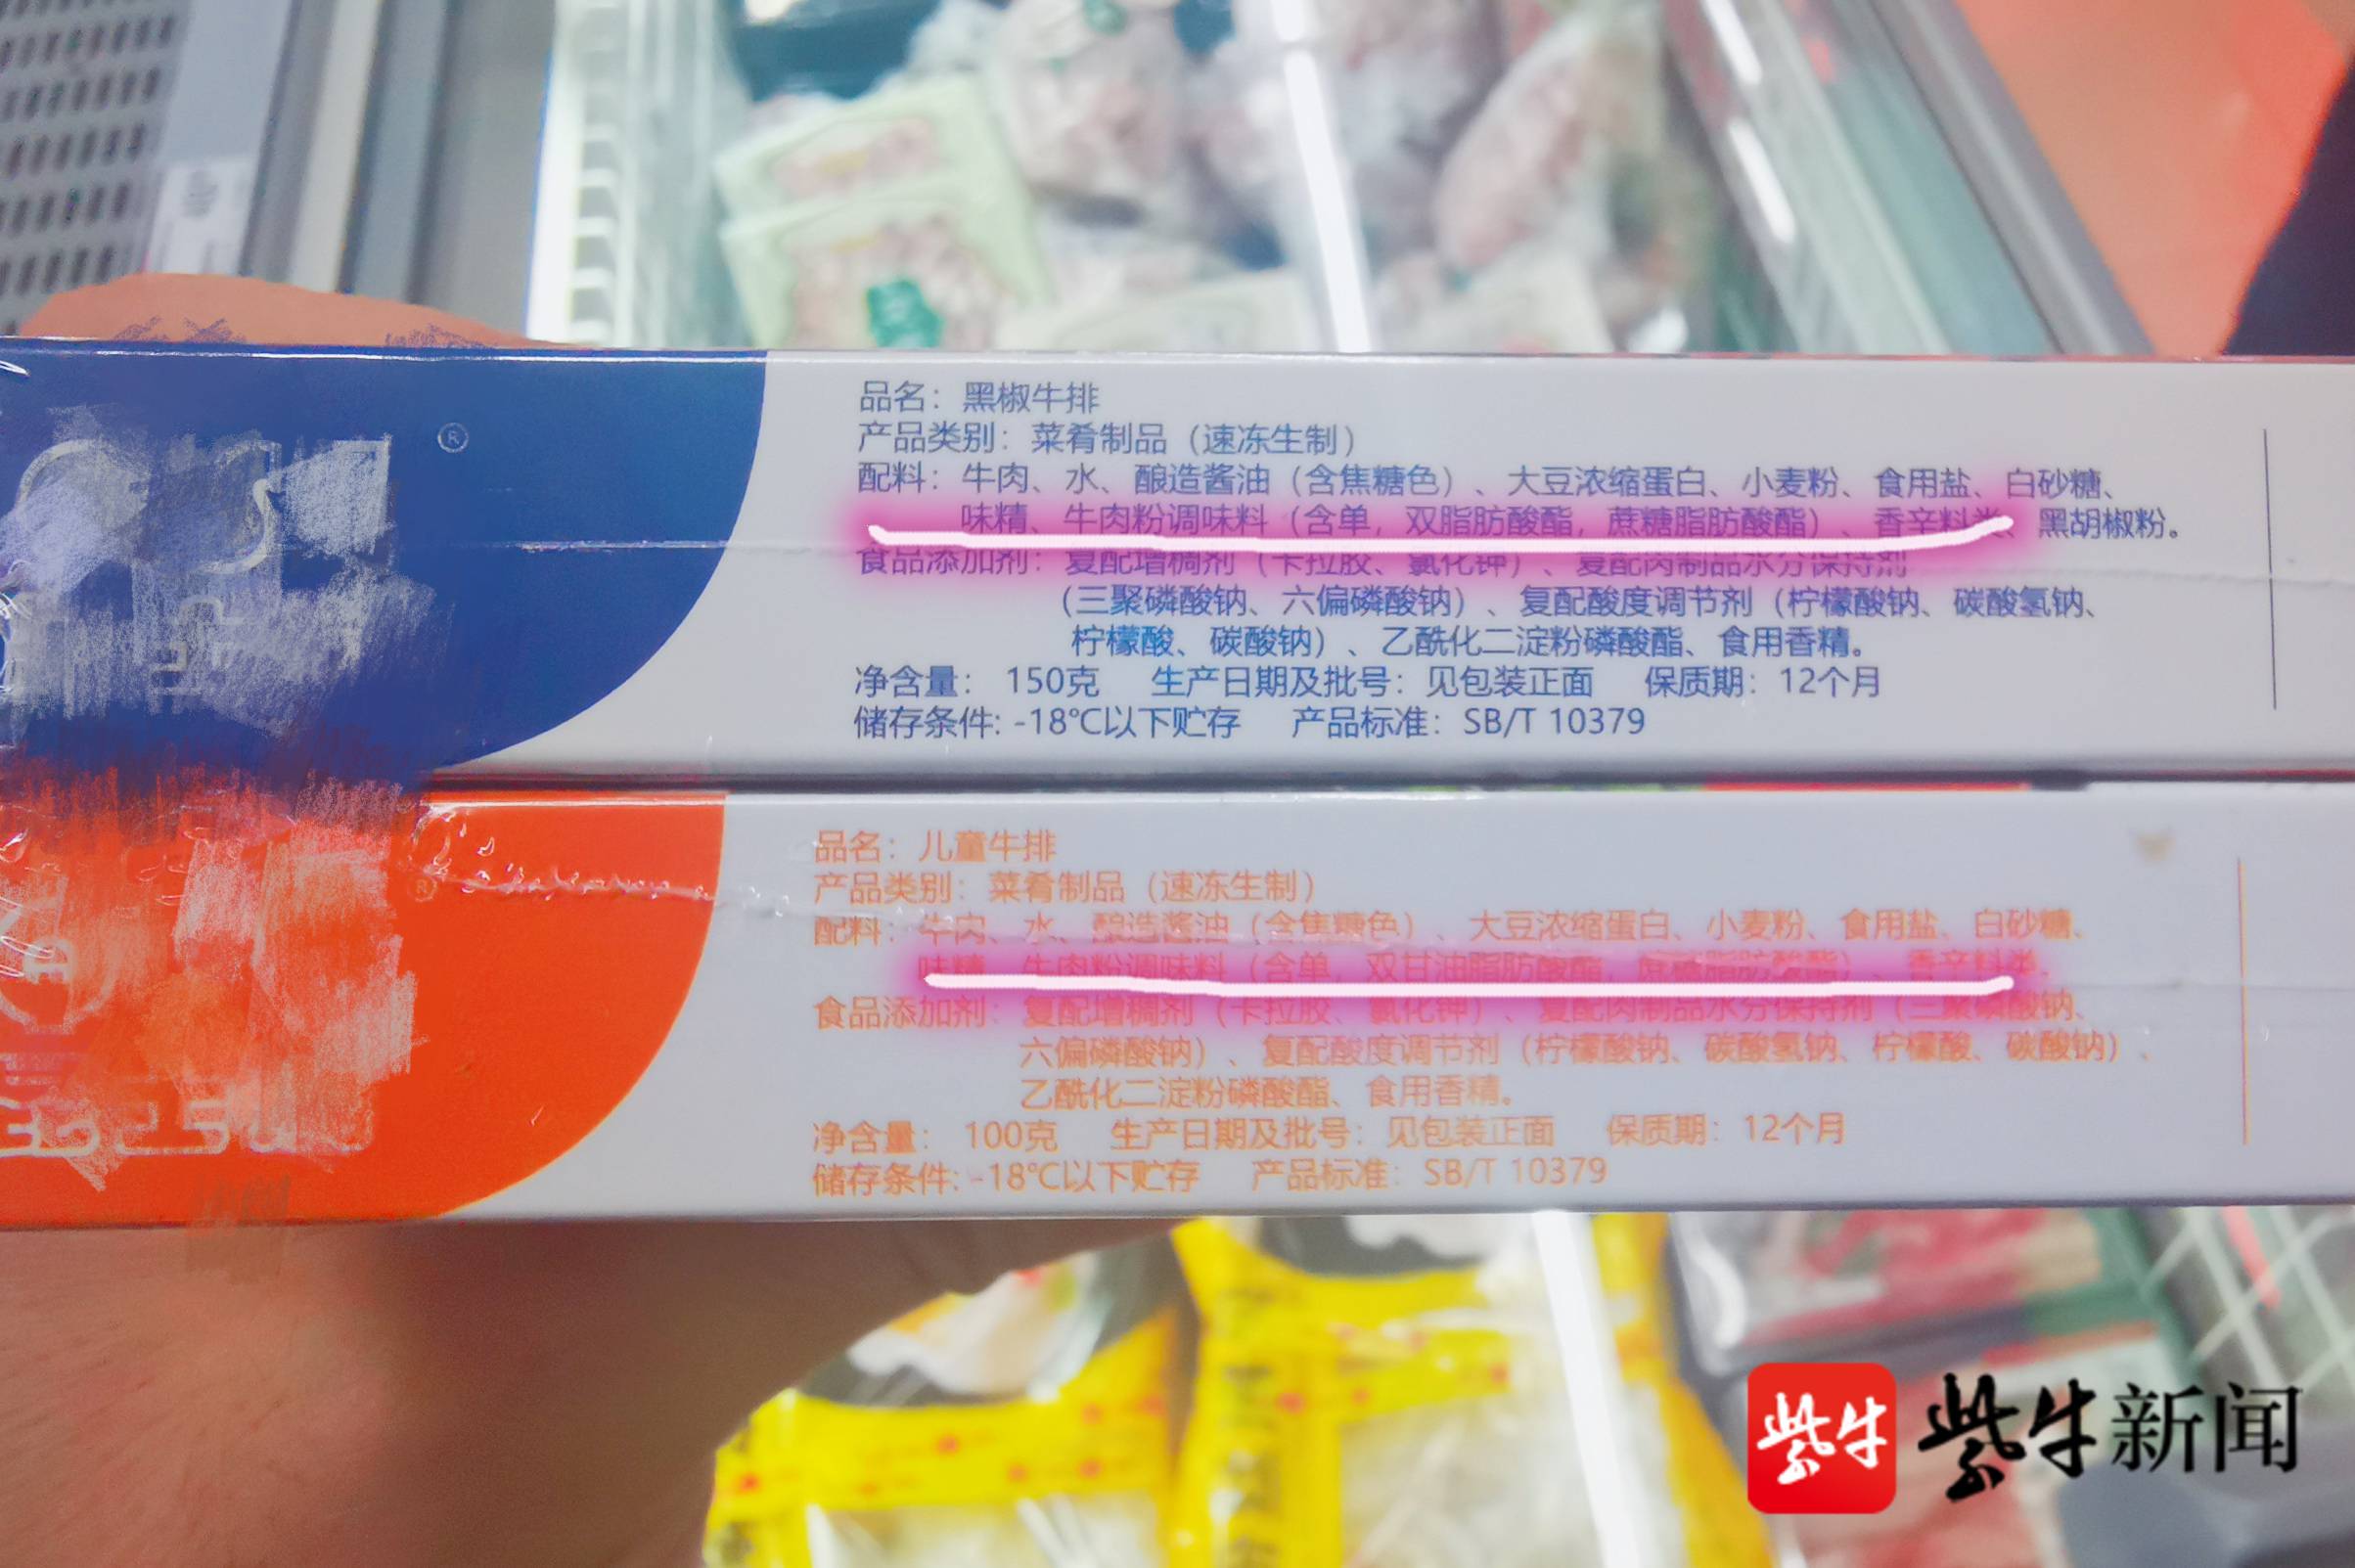 ®
品名：黑椒牛排
产品类别：菜肴制品（速冻生制）
配料：牛肉、水、酿造酱油（含焦糖色）、大豆浓缩蛋白、小麦粉、食用盐、白砂糖、
味精、牛肉粉调味料（含单，双脂肪酸酯，蔗糖脂肪酸酯）、香辛料类、黑胡椒粉。
食品添加剂：复配增稠剂（卡拉胶、氯化钾）、复配肉制品水分保持剂
（三聚磷酸钠、六偏磷酸钠）、复配酸度调节剂（柠檬酸钠、碳酸氢钠、
柠檬酸、碳酸钠）、乙酰化二淀粉磷酸酯、食用香精。
净含量： 150克 生产日期及批号：见包装正面 保质期：12个月
储存条件: -18℃以下贮存 产品标准：SB/T 10379
®
品名：儿童牛排
产品类别：菜肴制品（速冻生制）
配料：牛肉、水、酿造酱油（含焦糖色）、大豆浓缩蛋白、小麦粉、食用盐、白砂糖、
味精、牛肉粉调味料（含单，双甘油脂肪酸酯，蔗糖脂肪酸酯）、香辛料类。
食品添加剂：复配增稠剂（卡拉胶、氯化钾）、复配肉制品水分保持剂（三聚磷酸钠、
六偏磷酸钠）、复配酸度调节剂（柠檬酸钠、碳酸氢钠、柠檬酸、碳酸钠）、
乙酰化二淀粉磷酸酯、食用香精。
净含量： 100克 生产日期及批号：见包装正面 保质期：12个月
储存条件: -18℃以下贮存 产品标准：SB/T 10379
紫牛 紫牛新闻